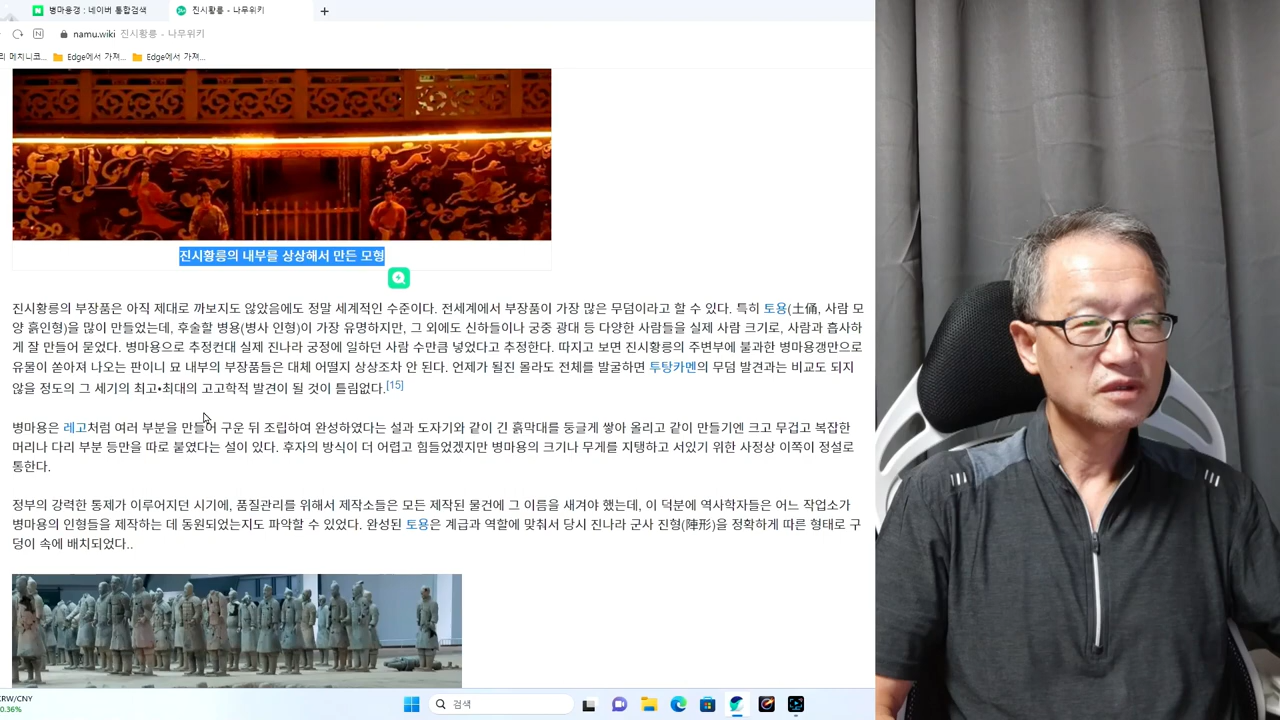 병마용갱 : 네이버 통합검색
진시황릉 - 나무위키
namu.wiki 진시황릉 - 나무위키
리 메치니코... Edge에서 가져... Edge에서 가져...
진시황릉의 내부를 상상해서 만든 모형
진시황릉의 부장품은 아직 제대로 까보지도 않았음에도 정말 세계적인 수준이다. 전세계에서 부장품이 가장 많은 무덤이라고 할 수 있다. 특히 토용(土俑, 사람 모
양 흙인형)을 많이 만들었는데, 후술할 병용(병사 인형)이 가장 유명하지만, 그 외에도 신하들이나 궁중 광대 등 다양한 사람들을 실제 사람 크기로, 사람과 흡사하
게 잘 만들어 묻었다. 병마용으로 추정컨대 실제 진나라 궁정에 일하던 사람 수만큼 넣었다고 추정한다. 따지고 보면 진시황릉의 주변부에 불과한 병마용갱만으로
유물이 쏟아져 나오는 판이니 묘 내부의 부장품들은 대체 어떨지 상상조차 안 된다. 언제가 될진 몰라도 전체를 발굴하면 투탕카멘의 무덤 발견과는 비교도 되지
않을 정도의 그 세기의 최고•최대의 고고학적 발견이 될 것이 틀림없다.[15]
병마용은 레고처럼 여러 부분을 만들어 구운 뒤 조립하여 완성하였다는 설과 도자기와 같이 긴 흙막대를 둥글게 쌓아 올리고 같이 만들기엔 크고 무겁고 복잡한
머리나 다리 부분 등만을 따로 붙였다는 설이 있다. 후자의 방식이 더 어렵고 힘들었겠지만 병마용의 크기나 무게를 지탱하고 서있기 위한 사정상 이쪽이 정설로
통한다.
정부의 강력한 통제가 이루어지던 시기에, 품질관리를 위해서 제작소들은 모든 제작된 물건에 그 이름을 새겨야 했는데, 이 덕분에 역사학자들은 어느 작업소가
병마용의 인형들을 제작하는 데 동원되었는지도 파악할 수 있었다. 완성된 토용은 계급과 역할에 맞춰서 당시 진나라 군사 진형(陣形)을 정확하게 따른 형태로 구
덩이 속에 배치되었다..
KRW/CNY
0.36%
검색